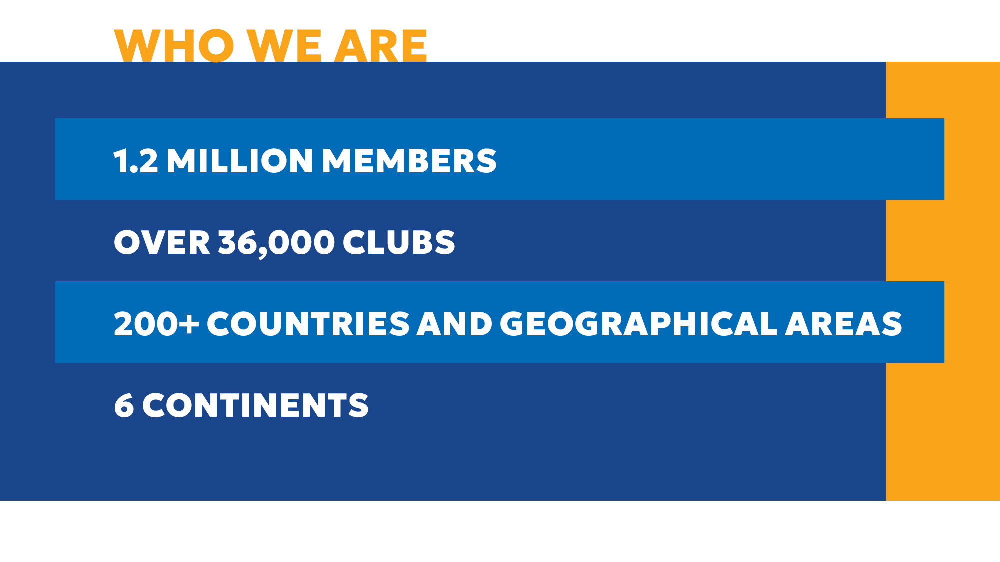 WHO WE ARE
1.2 MILLION MEMBERS
OVER 36,000 CLUBS
200+ COUNTRIES AND GEOGRAPHICAL AREAS
6 CONTINENTS